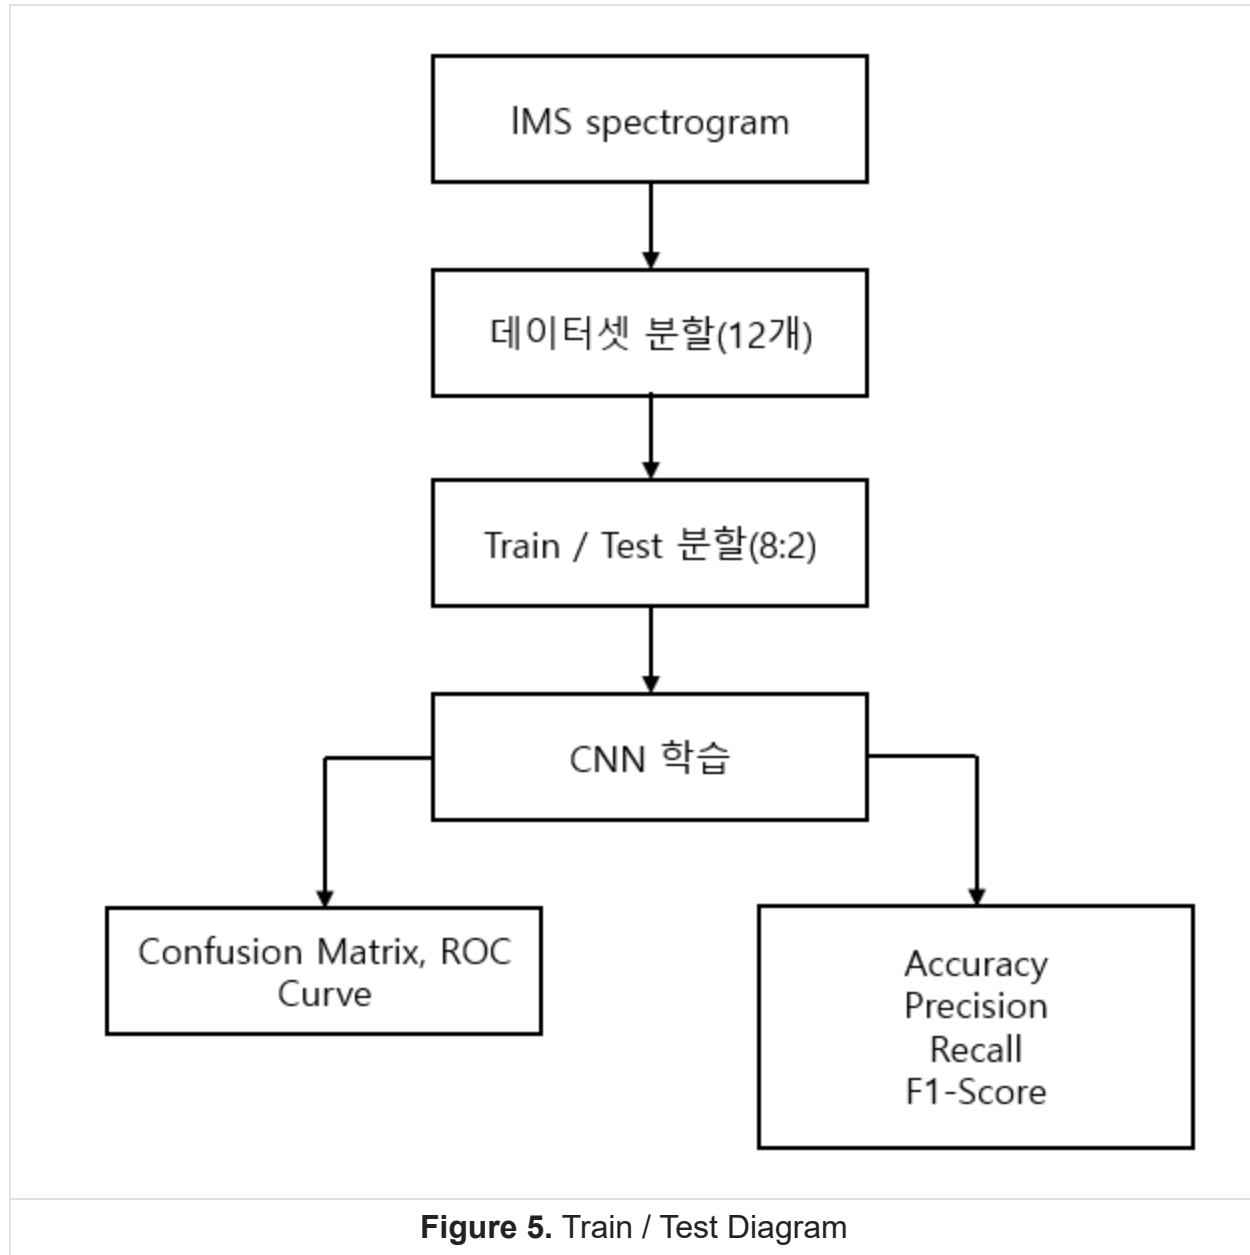 IMS spectrogram
데이터셋 분할(12개)
Train / Test 분할(8:2)
CNN 학습
Confusion Matrix, ROC
Curve
Accuracy
Precision
Recall
F1-Score
Figure 5. Train / Test Diagram